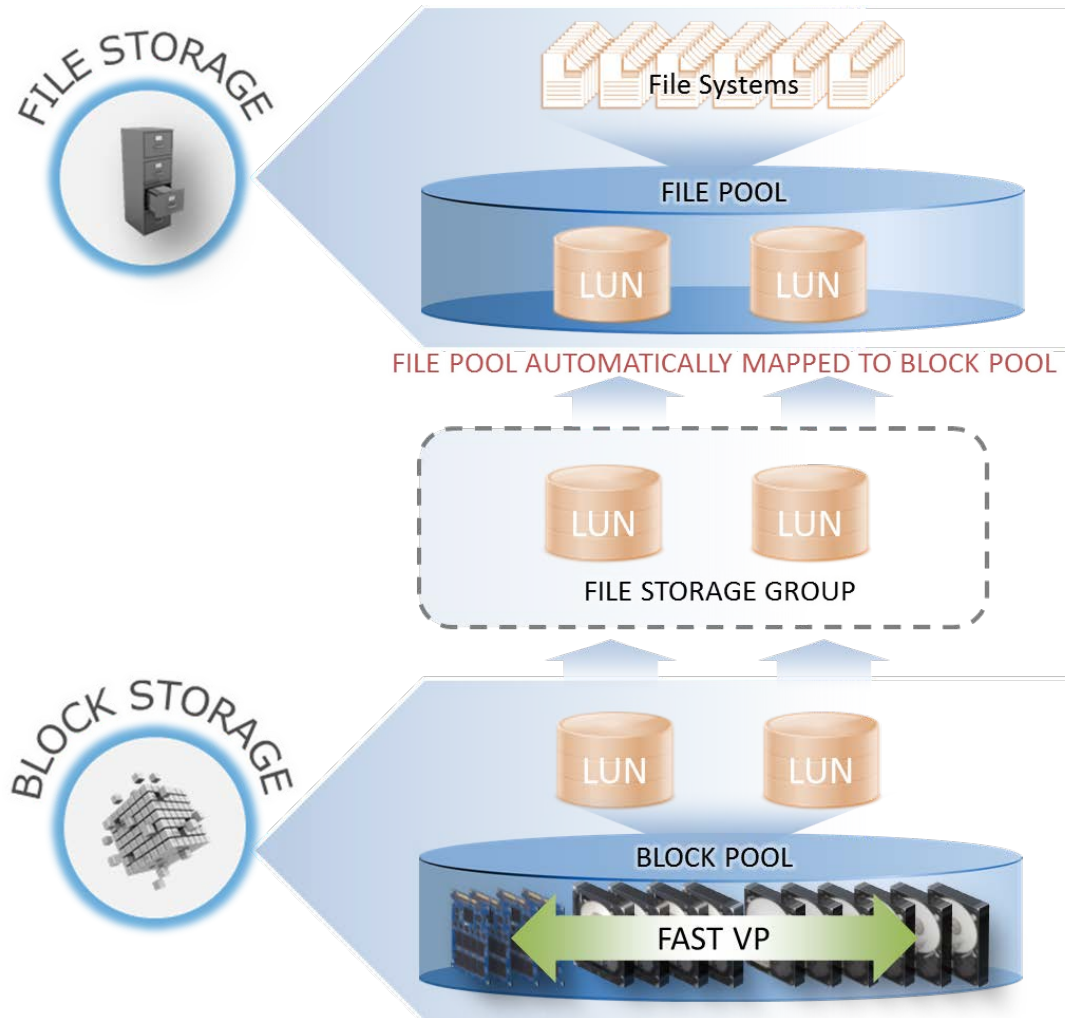 FILE STORAGE
File Systems
FILE POOL
LUN
LUN
FILE POOL AUTOMATICALLY MAPPED TO BLOCK POOL
LUN
LUN
FILE STORAGE GROUP
BLOCK STORAGE
LUN
LUN
BLOCK POOL
FAST VP